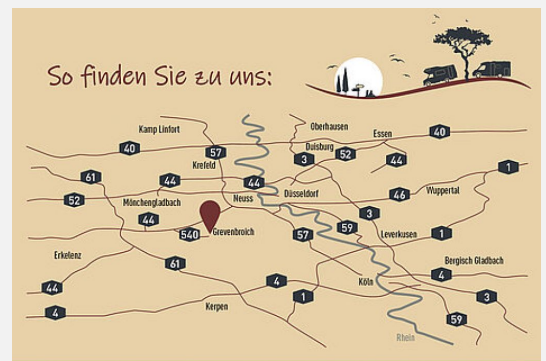 So finden Sie zu uns:
Kamp Linfort
Oberhausen
Essen
40
40
57
Duisburg
3
52
44
Krefeld
1
61
44
44
46
Wuppertal
52
Mönchengladbach
Neuss
Düsseldorf
44
3
540
Grevenbroich
57
59
Leverkusen
1
Erkelenz
61
Bergisch Gladbach
4
44
4
Köln
4
Kerpen
1
3
59
Rhein